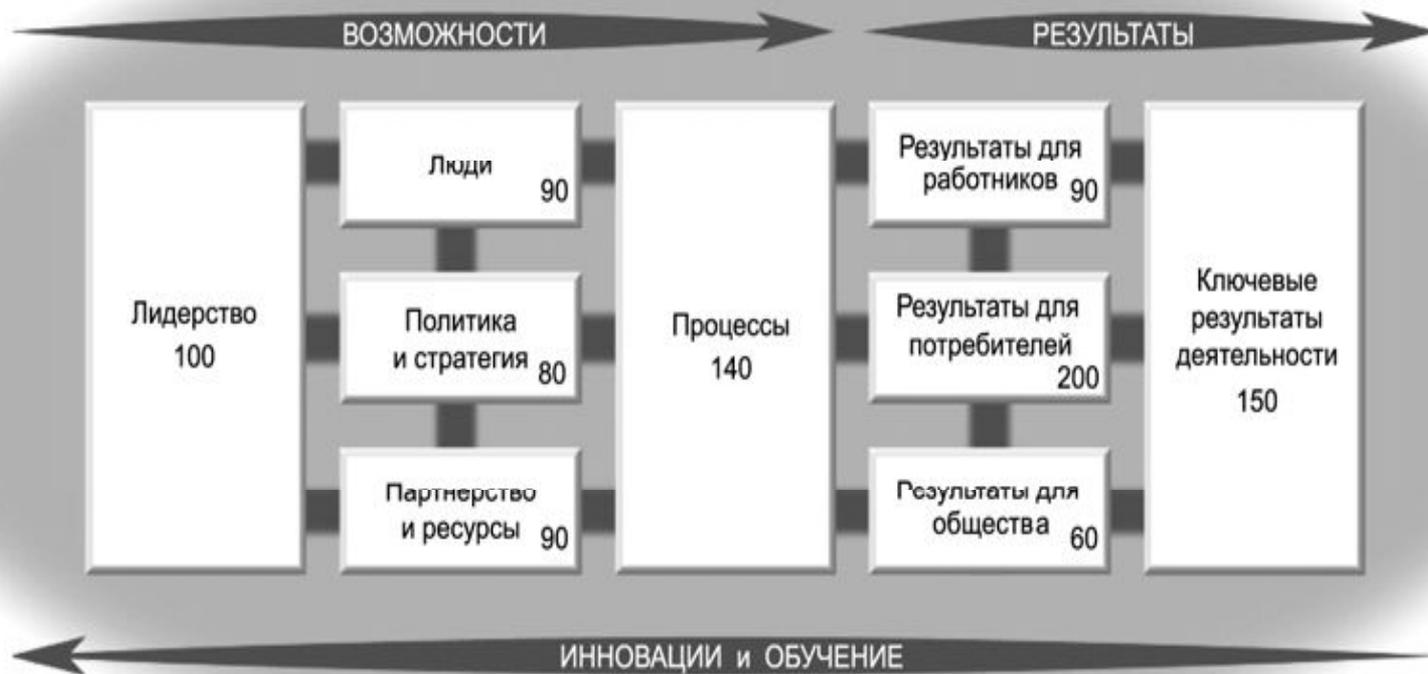 ВОЗМОЖНОСТИ
РЕЗУЛЬТАТЫ
Лидерство
100
Люди
90
Политика
и стратегия
80
Партнерство
и ресурсы
90
Процессы
140
Результаты для
работников
90
Результаты для
потребителей
200
Результаты для
общества
60
Ключевые
результаты
деятельности
150
ИННОВАЦИИ и ОБУЧЕНИЕ